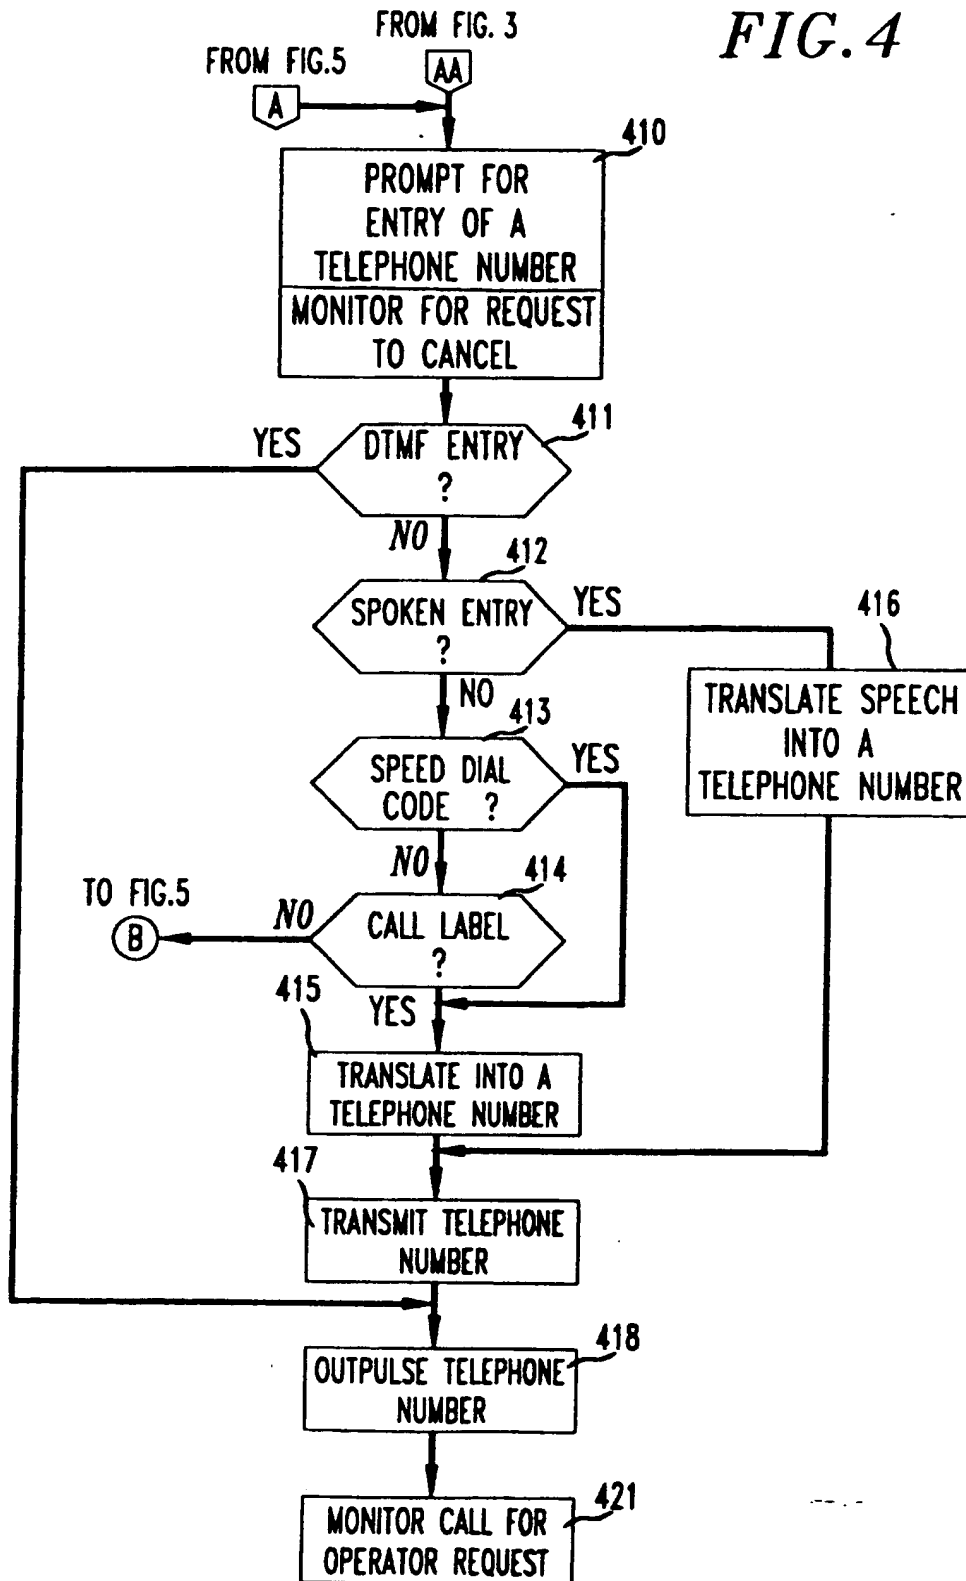 FIG. 4
FROM FIG. 3
FROM FIG.5
AA
A
410
PROMPT FOR
ENTRY OF A
TELEPHONE NUMBER
MONITOR FOR REQUEST
TO CANCEL
411
YES
DTMF ENTRY
?
NO
412
SPOKEN ENTRY
?
YES
416
NO
TRANSLATE SPEECH
INTO A
TELEPHONE NUMBER
413
SPEED DIAL
CODE ?
YES
NO
414
TO FIG.5
B
NO
CALL LABEL
?
415
YES
TRANSLATE INTO A
TELEPHONE NUMBER
417
TRANSMIT TELEPHONE
NUMBER
418
OUTPULSE TELEPHONE
NUMBER
421
MONITOR CALL FOR
OPERATOR REQUEST